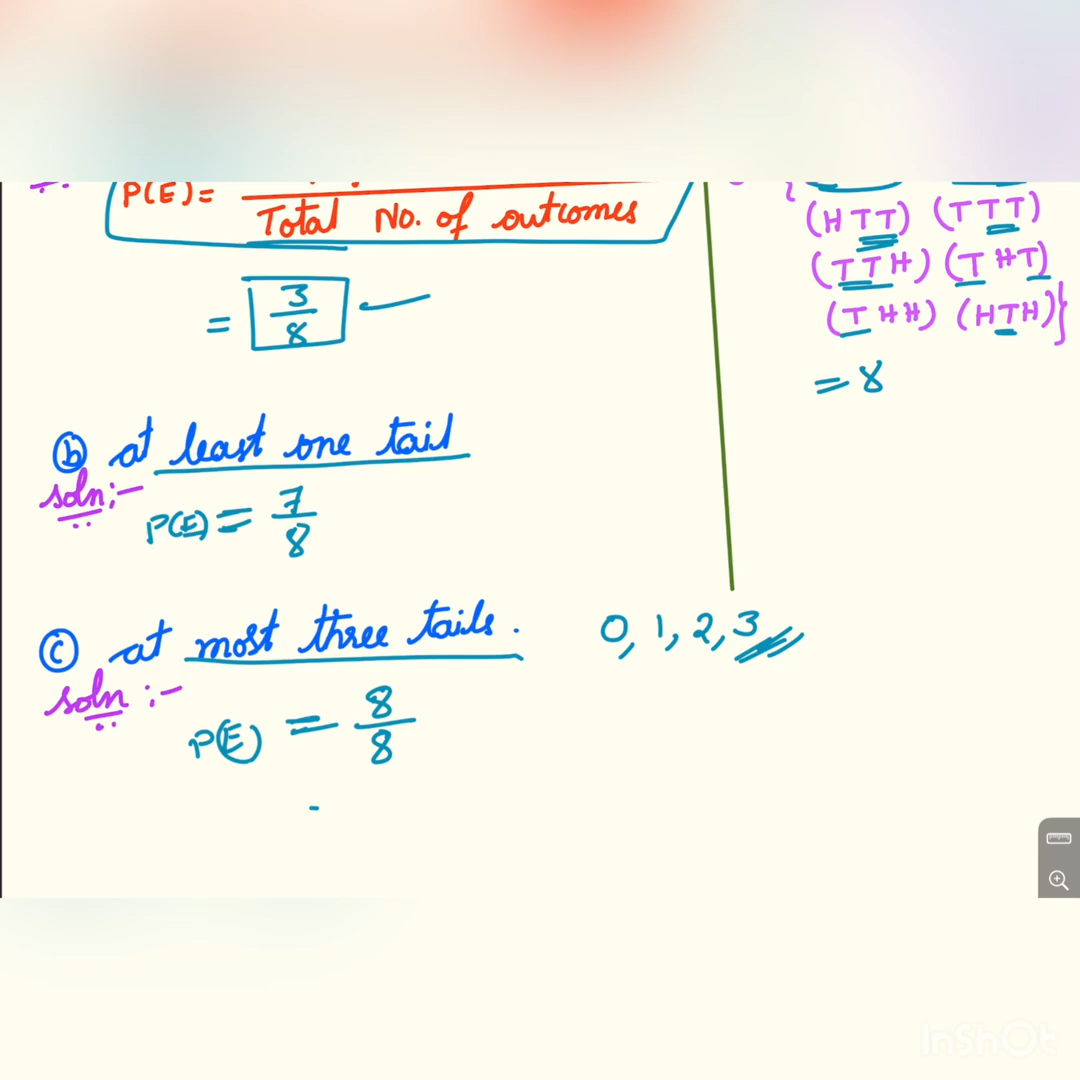 P(E) =
Total No. of outcomes
= 3/8
(HTT) (TTT)
(TTH) (THT)
(THH) (HTH)}
= 8
(b) at least one tail
soln:-
P(E) = 7/8
(c) at most three tails.
0, 1, 2, 3
soln:-
P(E) = 8/8
InShOt